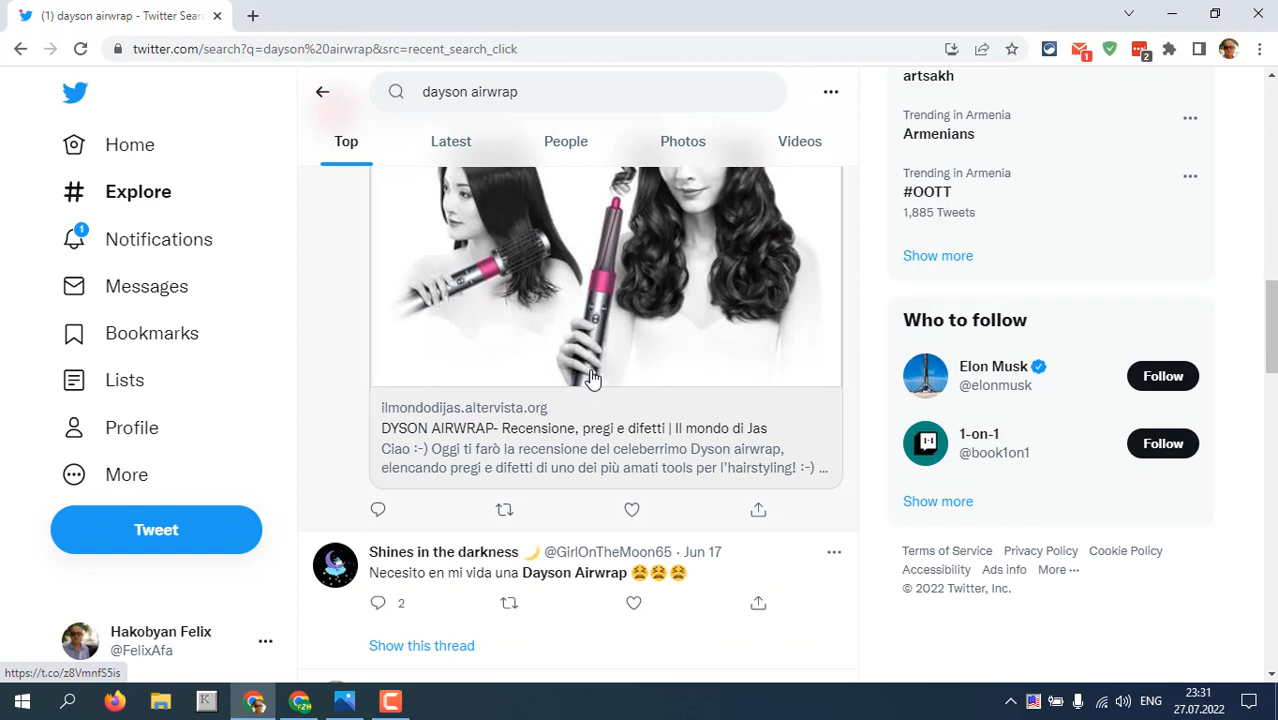 (1) dayson airwrap - Twitter Sear
twitter.com/search?q=dayson%20airwrap&src=recent_search_click
1
2
dayson airwrap
Top
Latest
People
Photos
Videos
Home
Explore
1
Notifications
Messages
Bookmarks
Lists
Profile
More
Tweet
Hakobyan Felix
@FelixAfa
ilmondodijas.altervista.org
DYSON AIRWRAP- Recensione, pregi e difetti | Il mondo di Jas
Ciao :-) Oggi ti farò la recensione del celeberrimo Dyson airwrap,
elencando pregi e difetti di uno dei più amati tools per l'hairstyling! :-) ...
Shines in the darkness 🌙 @GirlOnTheMoon65 · Jun 17
Necesito en mi vida una Dayson Airwrap 😫😫😫
2
Show this thread
artsakh
Trending in Armenia
Armenians
Trending in Armenia
#OOTT
1,885 Tweets
Show more
Who to follow
Elon Musk
@elonmusk
Follow
1-on-1
@book1on1
Follow
Show more
Terms of Service Privacy Policy Cookie Policy
Accessibility Ads info More ···
© 2022 Twitter, Inc.
https://t.co/z8VmnfS5is
ENG
23:31
27.07.2022